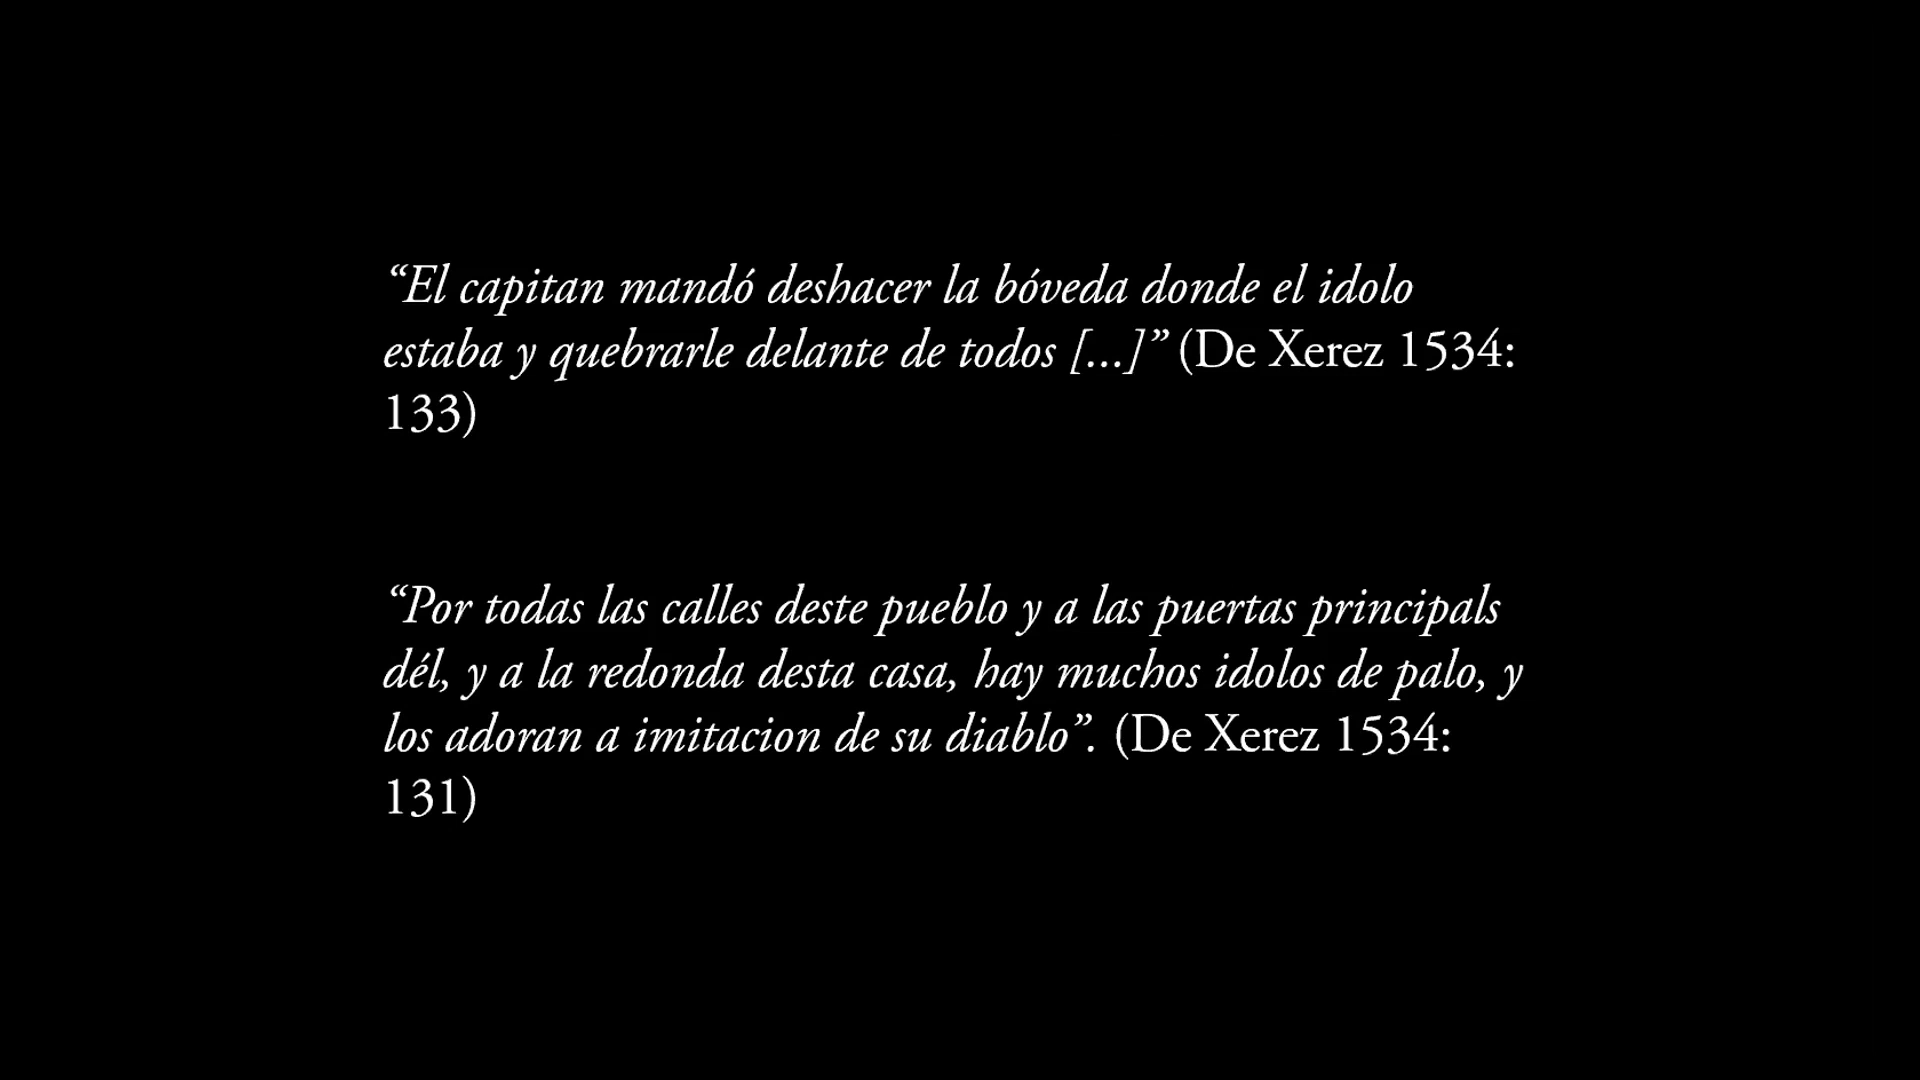 “El capitan mandó deshacer la bóveda donde el idolo
estaba y quebrarle delante de todos [...]” (De Xerez 1534:
133)
“Por todas las calles deste pueblo y a las puertas principals
dél, y a la redonda desta casa, hay muchos idolos de palo, y
los adoran a imitacion de su diablo”. (De Xerez 1534:
131)